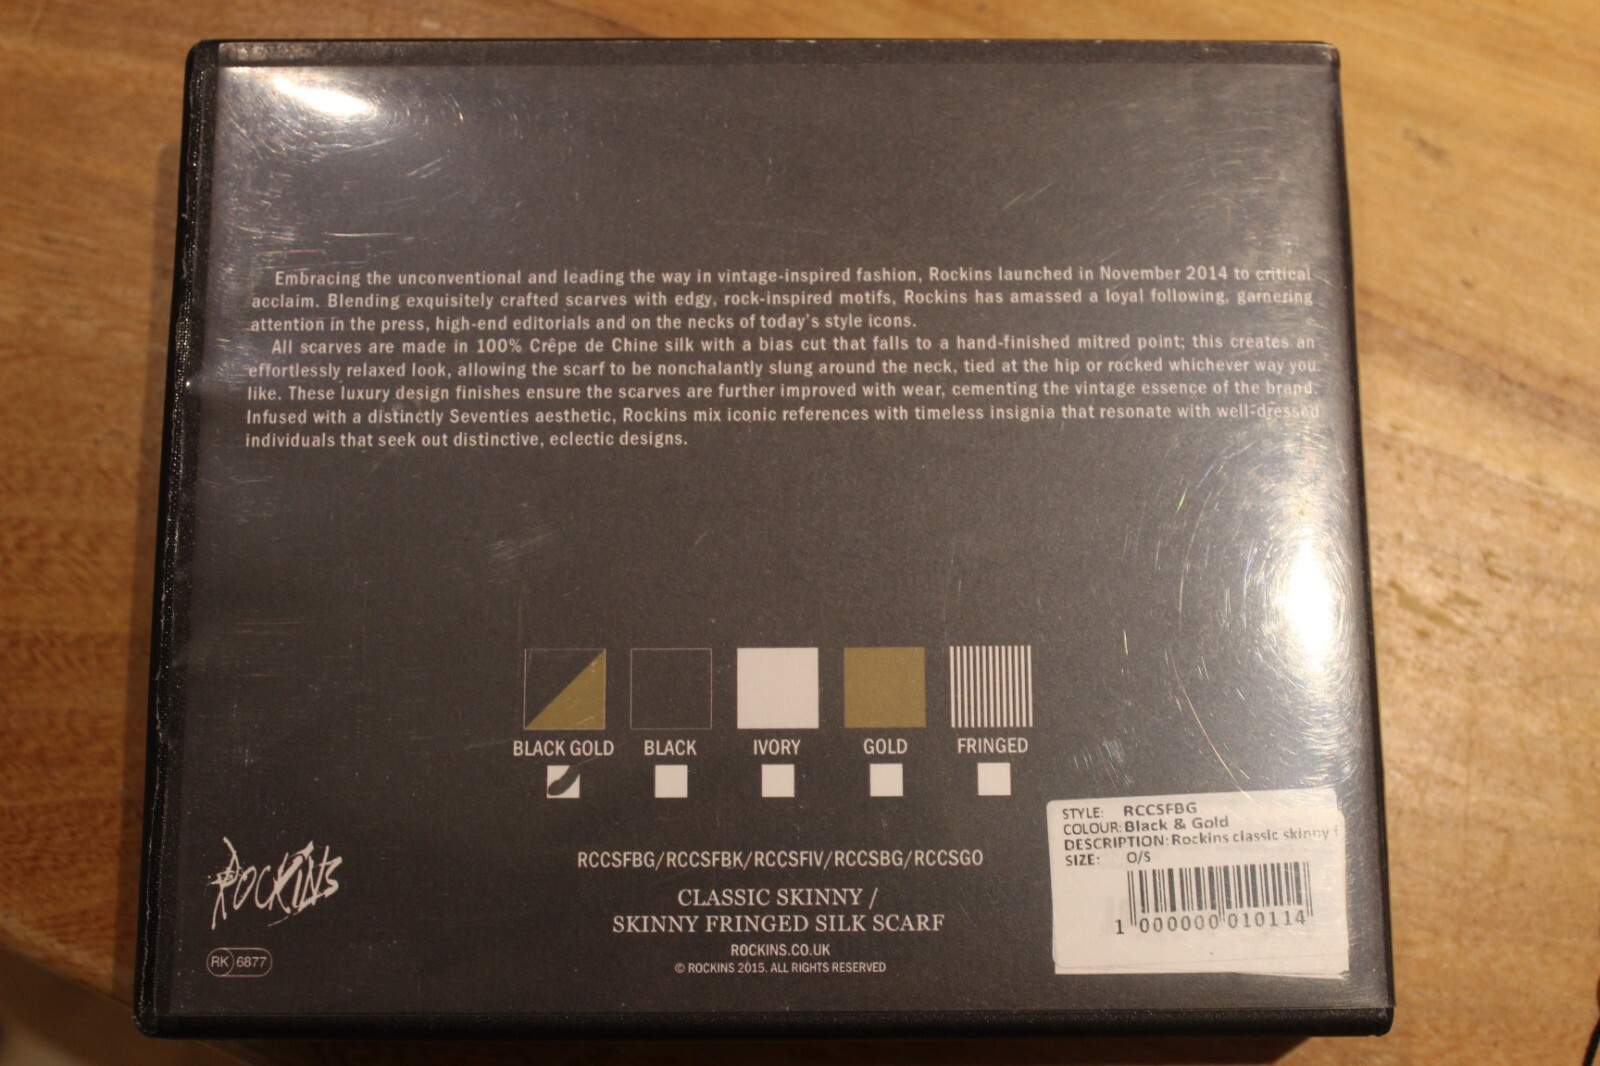 Embracing the unconventional and leading the way in vintage-inspired fashion, Rockins launched in November 2014 to critical
acclaim. Blending exquisitely crafted scarves with edgy, rock-inspired motifs, Rockins has amassed a loyal following, garnering
attention in the press, high-end editorials and on the necks of today's style icons.
All scarves are made in 100% Crêpe de Chine silk with a bias cut that falls to a hand-finished mitred point; this creates an
effortlessly relaxed look, allowing the scarf to be nonchalantly slung around the neck, tied at the hip or rocked whichever way you
like. These luxury design finishes ensure the scarves are further improved with wear, cementing the vintage essence of the brand.
Infused with a distinctly Seventies aesthetic, Rockins mix iconic references with timeless insignia that resonate with well-dressed
individuals that seek out distinctive, eclectic designs.
BLACK GOLD BLACK IVORY GOLD FRINGED
STYLE: RCCSFBG
COLOUR: Black & Gold
DESCRIPTION: Rockins classic skinny f
SIZE: O/S
1 000000 010114
ROCKINS
RK 6877
RCCSFBG/RCCSFBK/RCCSFIV/RCCSBG/RCCSGO
CLASSIC SKINNY /
SKINNY FRINGED SILK SCARF
ROCKINS.CO.UK
© ROCKINS 2015. ALL RIGHTS RESERVED